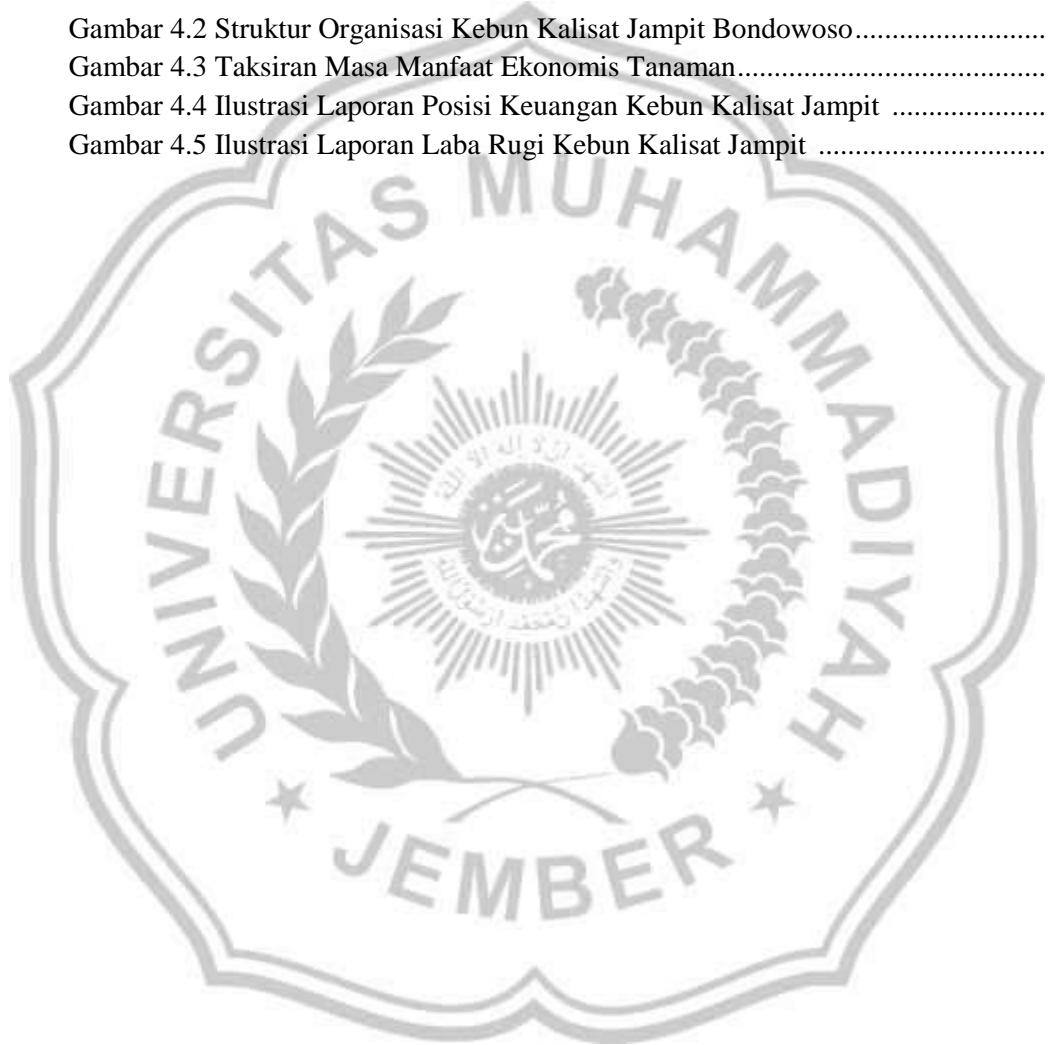 Gambar 4.2 Struktur Organisasi Kebun Kalisat Jampit Bondowoso..........................
Gambar 4.3 Taksiran Masa Manfaat Ekonomis Tanaman..........................................
Gambar 4.4 Ilustrasi Laporan Posisi Keuangan Kebun Kalisat Jampit .....................
Gambar 4.5 Ilustrasi Laporan Laba Rugi Kebun Kalisat Jampit ...............................
UNIVERSITAS MUHAMMADIYAH
JEMBER